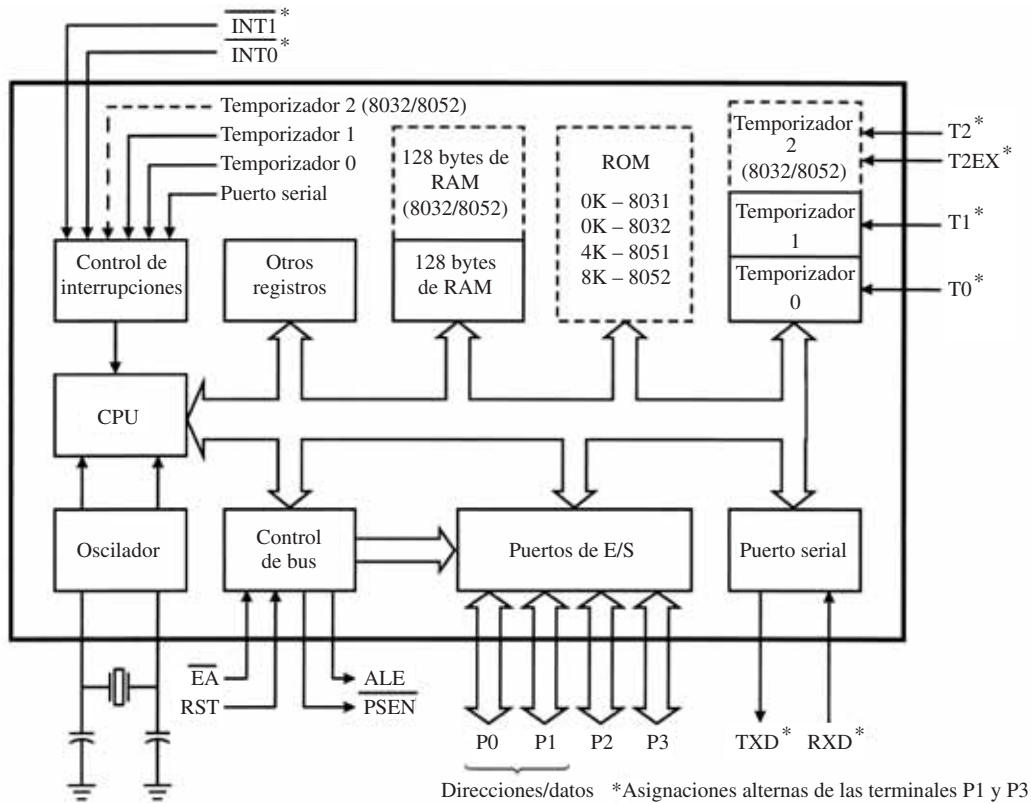 INT1*
INT0*
Temporizador 2 (8032/8052)
Temporizador 1
Temporizador 0
Puerto serial
128 bytes de
RAM
(8032/8052)
ROM
0K – 8031
0K – 8032
4K – 8051
8K – 8052
Temporizador
2
(8032/8052)
T2*
T2EX*
Temporizador
1
T1*
Temporizador
0
T0*
Control de
interrupciones
Otros
registros
128 bytes
de RAM
CPU
Oscilador
Control
de bus
Puertos de E/S
Puerto serial
EA
RST
ALE
PSEN
P0
P1
P2
P3
TXD*
RXD*
Direcciones/datos
*Asignaciones alternas de las terminales P1 y P3